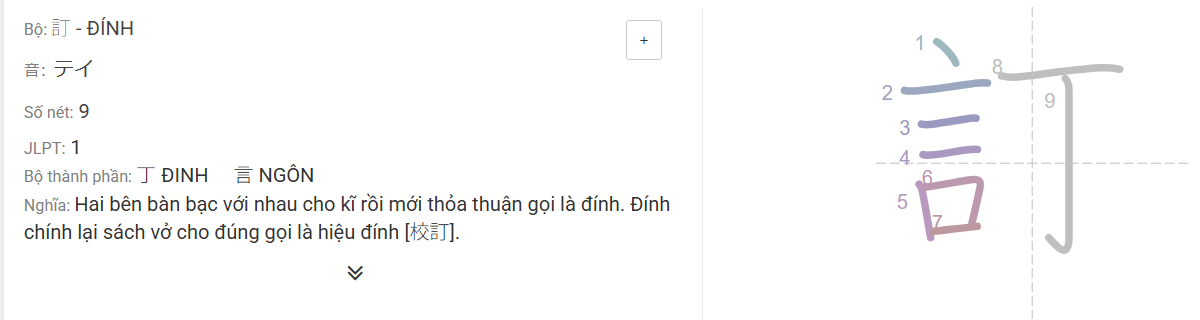 Bộ: 訂 - ĐÍNH
+
音: テイ
Số nét: 9
JLPT: 1
Bộ thành phần: 丁 ĐINH 言 NGÔN
Nghĩa: Hai bên bàn bạc với nhau cho kĩ rồi mới thỏa thuận gọi là đính. Đính
chính lại sách vở cho đúng gọi là hiệu đính [校訂].
訂
1
2
3
4
5
6
7
8
9